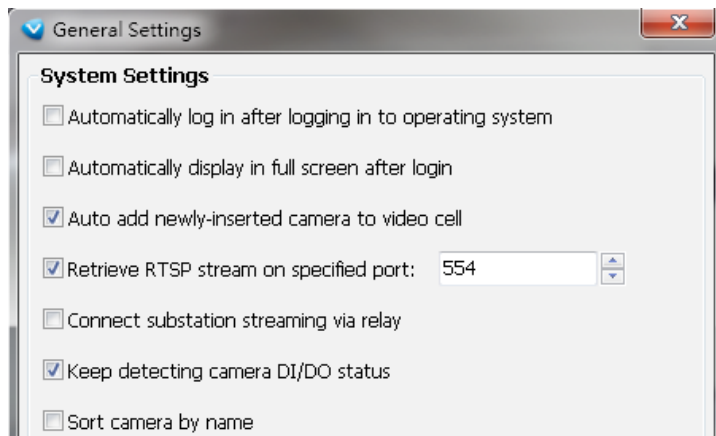 General Settings
System Settings
Automatically log in after logging in to operating system
Automatically display in full screen after login
Auto add newly-inserted camera to video cell
Retrieve RTSP stream on specified port: 554
Connect substation streaming via relay
Keep detecting camera DI/DO status
Sort camera by name